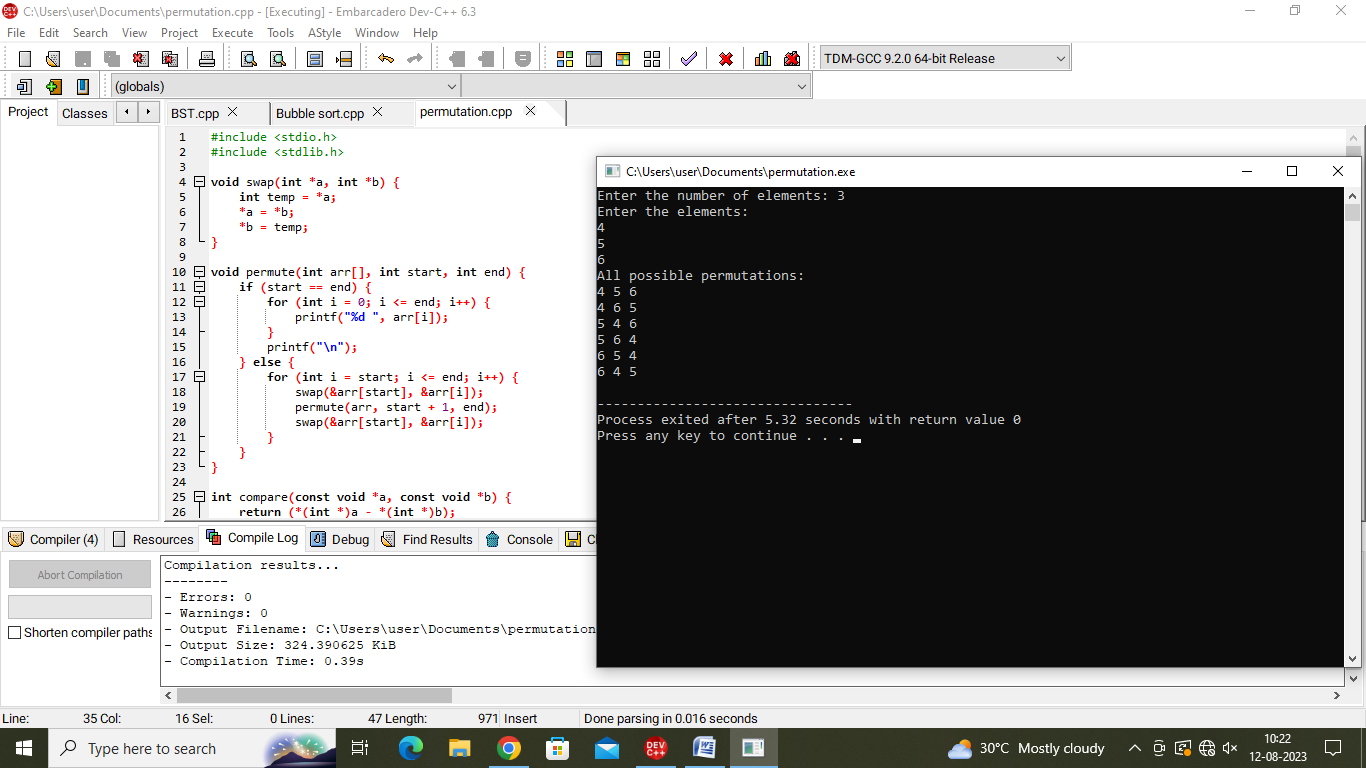 C:\Users\user\Documents\permutation.cpp - [Executing] - Embarcadero Dev-C++ 6.3
File Edit Search View Project Execute Tools AStyle Window Help
TDM-GCC 9.2.0 64-bit Release
(globals)
Project Classes BST.cpp Bubble sort.cpp permutation.cpp
1 #include <stdio.h>
2 #include <stdlib.h>
3
4 void swap(int *a, int *b) {
5 int temp = *a;
6 *a = *b;
7 *b = temp;
8 }
9
10 void permute(int arr[], int start, int end) {
11 if (start == end) {
12 for (int i = 0; i <= end; i++) {
13 printf("%d ", arr[i]);
14 }
15 printf("\n");
16 } else {
17 for (int i = start; i <= end; i++) {
18 swap(&arr[start], &arr[i]);
19 permute(arr, start + 1, end);
20 swap(&arr[start], &arr[i]);
21 }
22 }
23 }
24
25 int compare(const void *a, const void *b) {
26 return (*(int *)a - *(int *)b);
C:\Users\user\Documents\permutation.exe
Enter the number of elements: 3
Enter the elements:
4
5
6
All possible permutations:
4 5 6
4 6 5
5 4 6
5 6 4
6 5 4
6 4 5
--------------------------------
Process exited after 5.32 seconds with return value 0
Press any key to continue . . .
Compiler (4) Resources Compile Log Debug Find Results Console Cl
Abort Compilation
Shorten compiler paths
Compilation results...
--------
- Errors: 0
- Warnings: 0
- Output Filename: C:\Users\user\Documents\permutation
- Output Size: 324.390625 KiB
- Compilation Time: 0.39s
Line: 35 Col: 16 Sel: 0 Lines: 47 Length: 971 Insert Done parsing in 0.016 seconds
Type here to search
30°C Mostly cloudy
10:22
12-08-2023